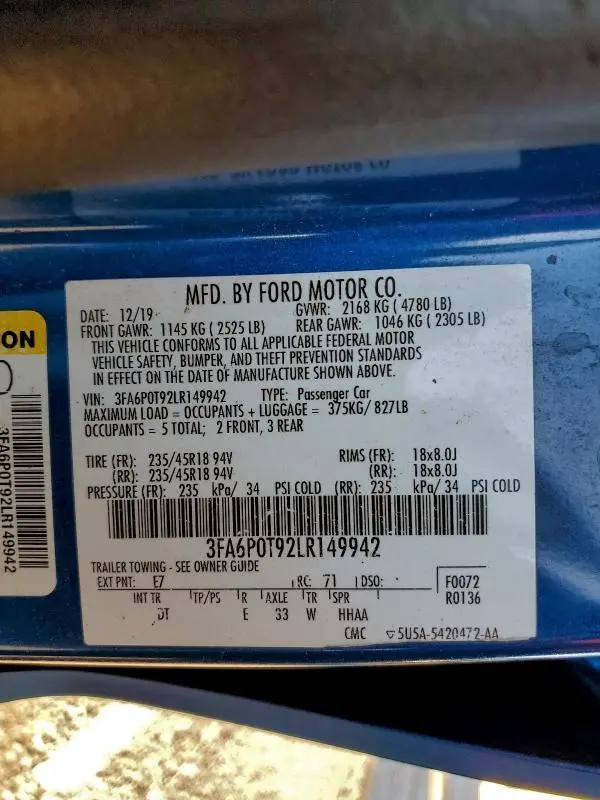 MFD. BY FORD MOTOR CO.
DATE: 12/19 GVWR: 2168 KG ( 4780 LB)
FRONT GAWR: 1145 KG ( 2525 LB) REAR GAWR: 1046 KG ( 2305 LB)
THIS VEHICLE CONFORMS TO ALL APPLICABLE FEDERAL MOTOR
VEHICLE SAFETY, BUMPER, AND THEFT PREVENTION STANDARDS
IN EFFECT ON THE DATE OF MANUFACTURE SHOWN ABOVE.
VIN: 3FA6P0T92LR149942 TYPE: Passenger Car
MAXIMUM LOAD = OCCUPANTS + LUGGAGE = 375KG/ 827LB
OCCUPANTS = 5 TOTAL; 2 FRONT, 3 REAR
TIRE (FR): 235/45R18 94V RIMS (FR): 18x8.0J
(RR): 235/45R18 94V (RR): 18x8.0J
PRESSURE (FR): 235 kPa/ 34 PSI COLD (RR): 235 kPa/ 34 PSI COLD
3FA6P0T92LR149942
TRAILER TOWING - SEE OWNER GUIDE
EXT PNT: E7 RC: 71 DSO: F0072
INT TR TP/PS R AXLE TR SPR R0136
DT E 33 W HHAA
CMC ▽5U5A-5420472-AA
ON
3FA6P0T92LR149942